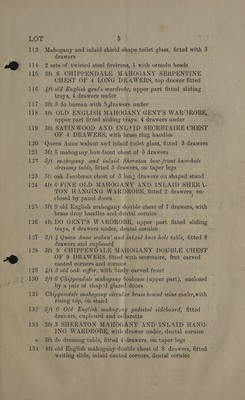 LOT 5
113 Mahogany and inlaid shield-shape toilet glass, fitted with 3
drawers
114 2 sets of twisted steel fireirons, 1 with ormolu heads
115 3ft 6 CHIPPENDALE MAHOGANY SERPENTINE
CHEST OF 4 LONG DRAWERS, top drawer fitted
116 4ft old English gent's wardrobe, upper part fitted sliding
trays, 4 drawers under
117 3ft 3 do bureau with 5 drawers under
118 4ft OLD ENGLISH MAHOGANY GENT'S WARDROBE,
upper part fitted sliding trays, 4 drawers under
119 3ft SATINWOOD AND INLAID SECRETAIRE CHEST
OF 4 DRAWERS, with brass ring handles
120 Queen Anne walnut and inlaid toilet glass, fitted 3 drawers
121 3ft 6 mahogany bow-front chest of 5 drawers
122 3ft mahogany and inlaid Sheraton bow-front knee-hole
dressing table, fitted 5 drawers, on taper legs
123 3ft oak Jacobean chest of 3 long drawers on shaped stand
124 4ft 6 FINE OLD MAHOGANY AND INLAID SHERA-
TON HANGING WARDROBE, fitted 2 drawers, en-
closed by panel doors
125 3ft 9 old English mahogany double chest of 7 drawers, with
brass drop handles and dental cornice
126 4ft DO GENT'S WARDROBE, upper part fitted sliding
trays, 4 drawers under, dental cornice
127 2ft 4 Queen Anne walnut and inlaid knee hole table, fitted 8
drawers and cupboard
128 3ft 9 CHIPPENDALE MAHOGANY DOUBLE CHEST
OF 9 DRAWERS fitted with secretaire, fret carved
canted corners and cornice
129 4ft 3 old oak coffer, with finely carved front
130 3ft 6 Chippendale mahogany bookcase (upper part), enclosed
by a pair of shaped glazed doors
131 Chippendale mahogany circular brass bound wine cooler, with
rising top, on stand
132 5ft 6 Old English mahogany pedestal sideboard, fitted
drawers, cupboard and cellarette
133 3ft 3 SHERATON MAHOGANY AND INLAID HANG-
ING WARDROBE, with drawer under, dental cornice
3ft do dressing table, fitted 4 drawers, on taper legs
134 4ft old English mahogany double chest of 8 drawers, fitted
writing slide, inlaid canted corners, dental cornice